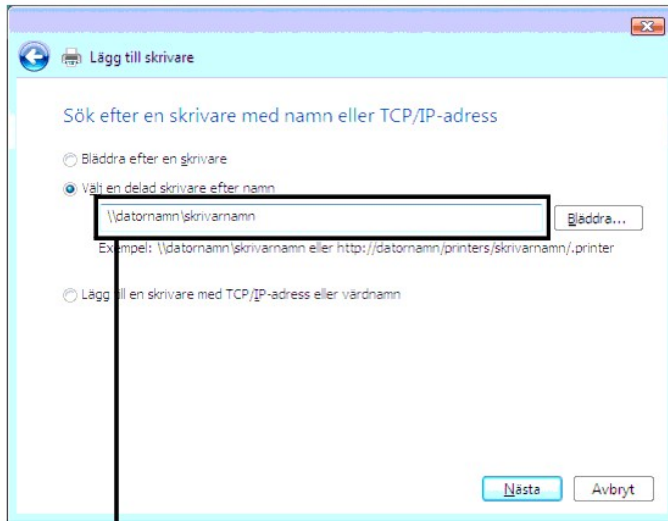 Lägg till skrivare
Sök efter en skrivare med namn eller TCP/IP-adress
Bläddra efter en skrivare
Välj en delad skrivare efter namn
\\datornamn\skrivarnamn
Bläddra...
Exempel: \\datornamn\skrivarnamn eller http://datornamn/printers/skrivarnamn/.printer
Lägg till en skrivare med TCP/IP-adress eller värdnamn
Nästa
Avbryt